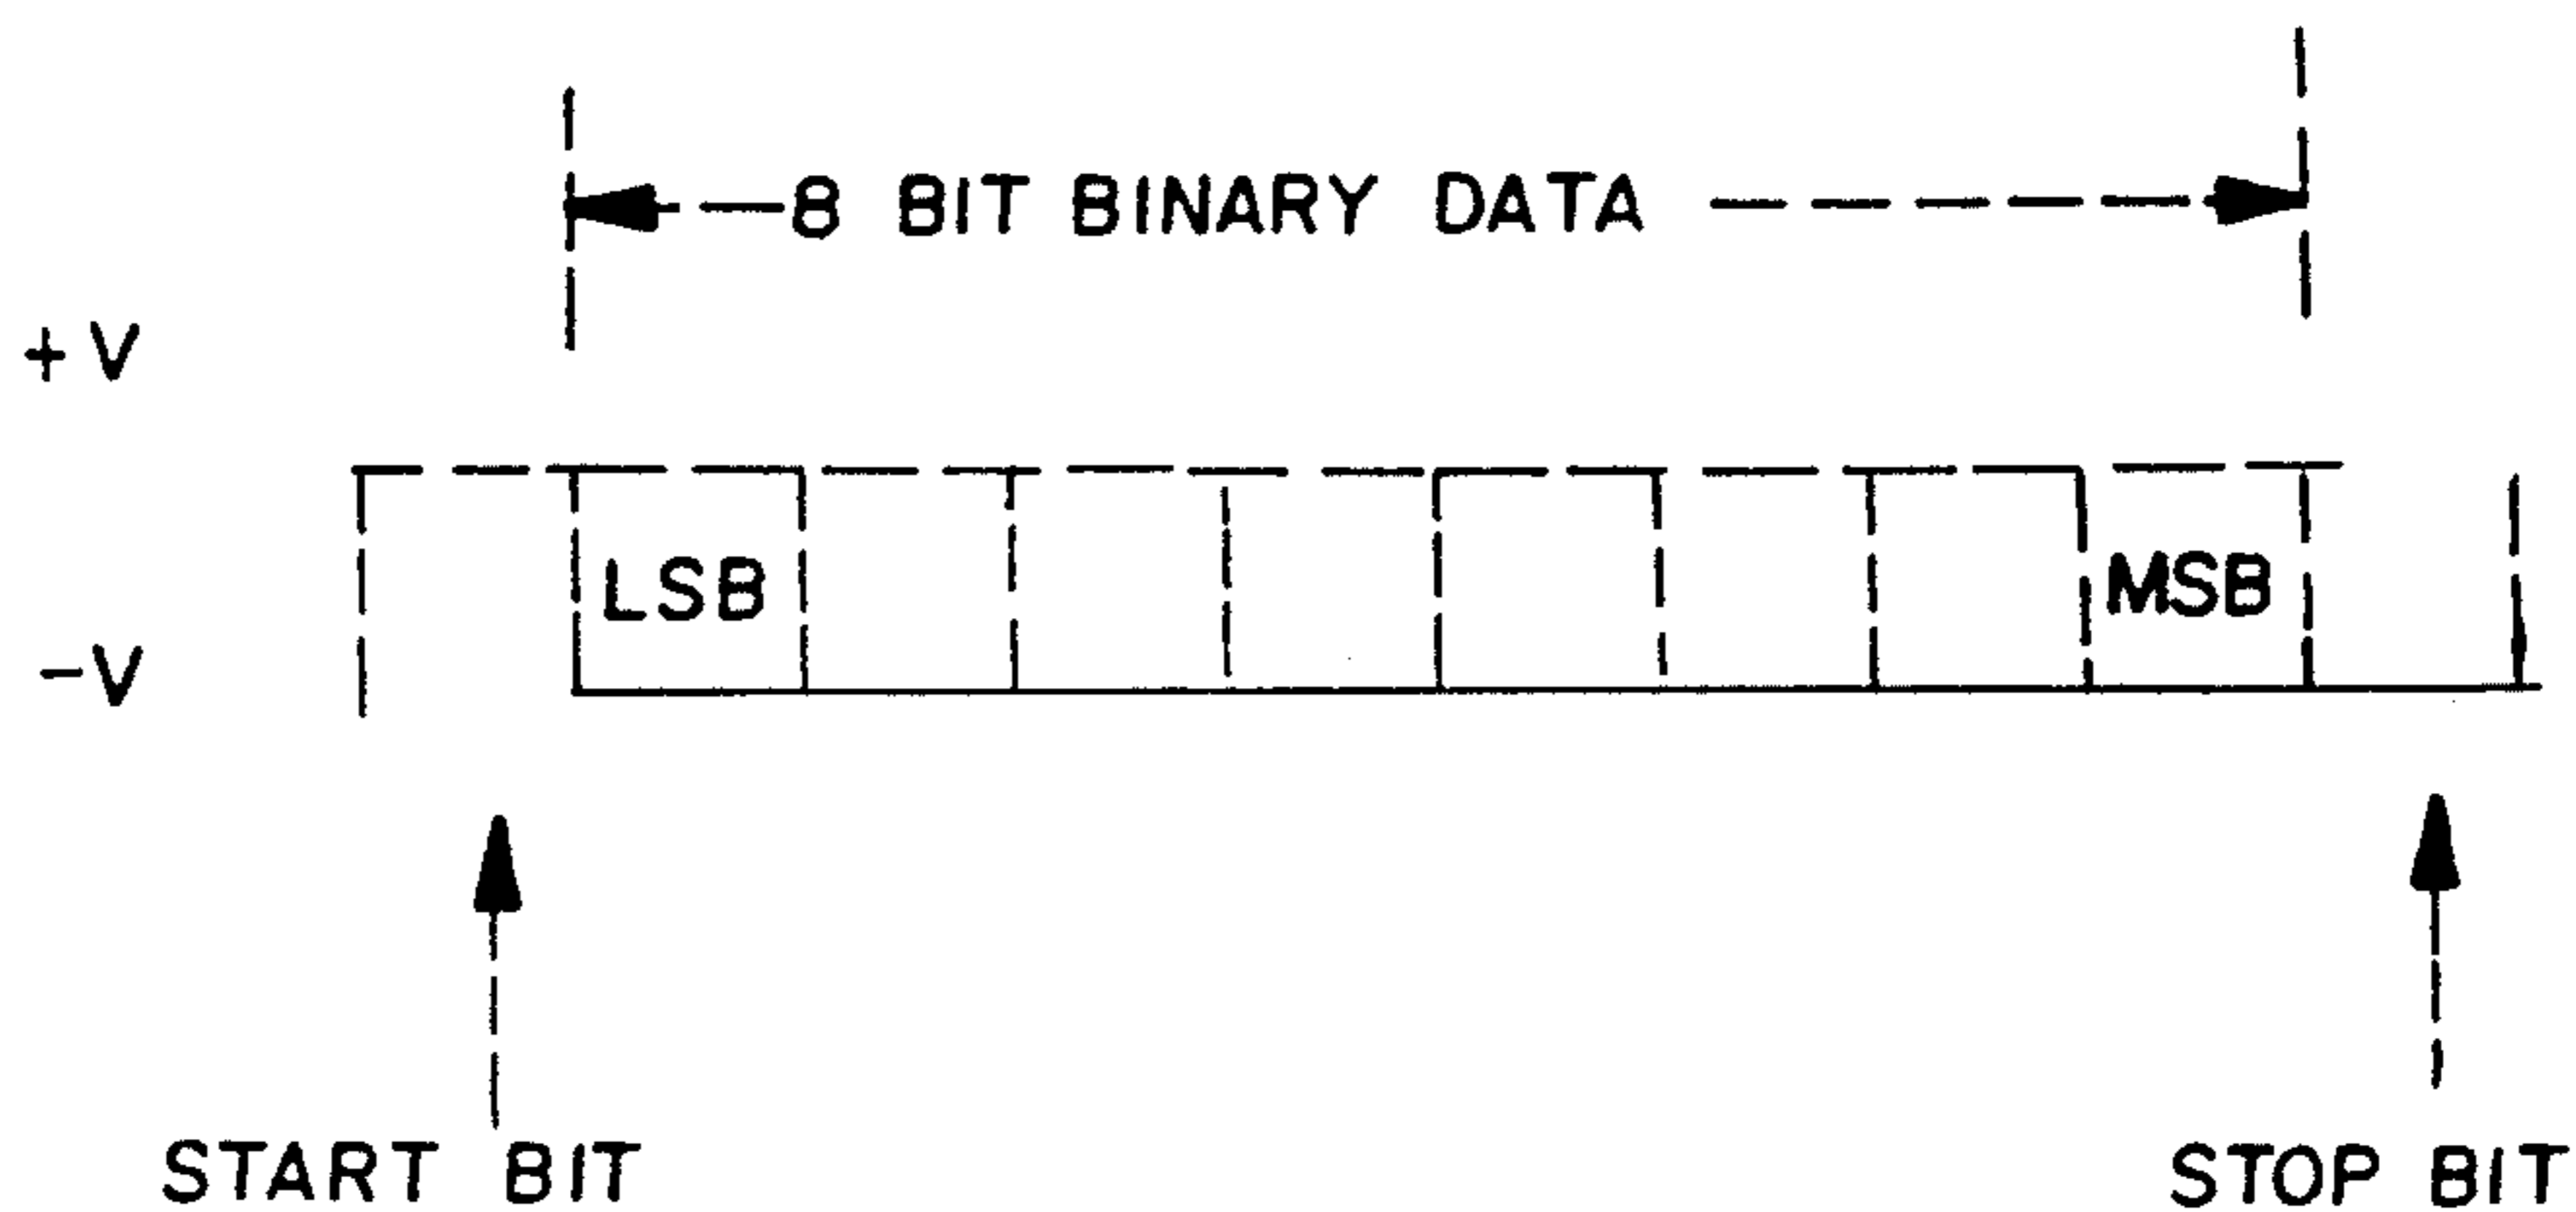 8 BIT BINARY DATA
+V
LSB
MSB
-V
START BIT
STOP BIT